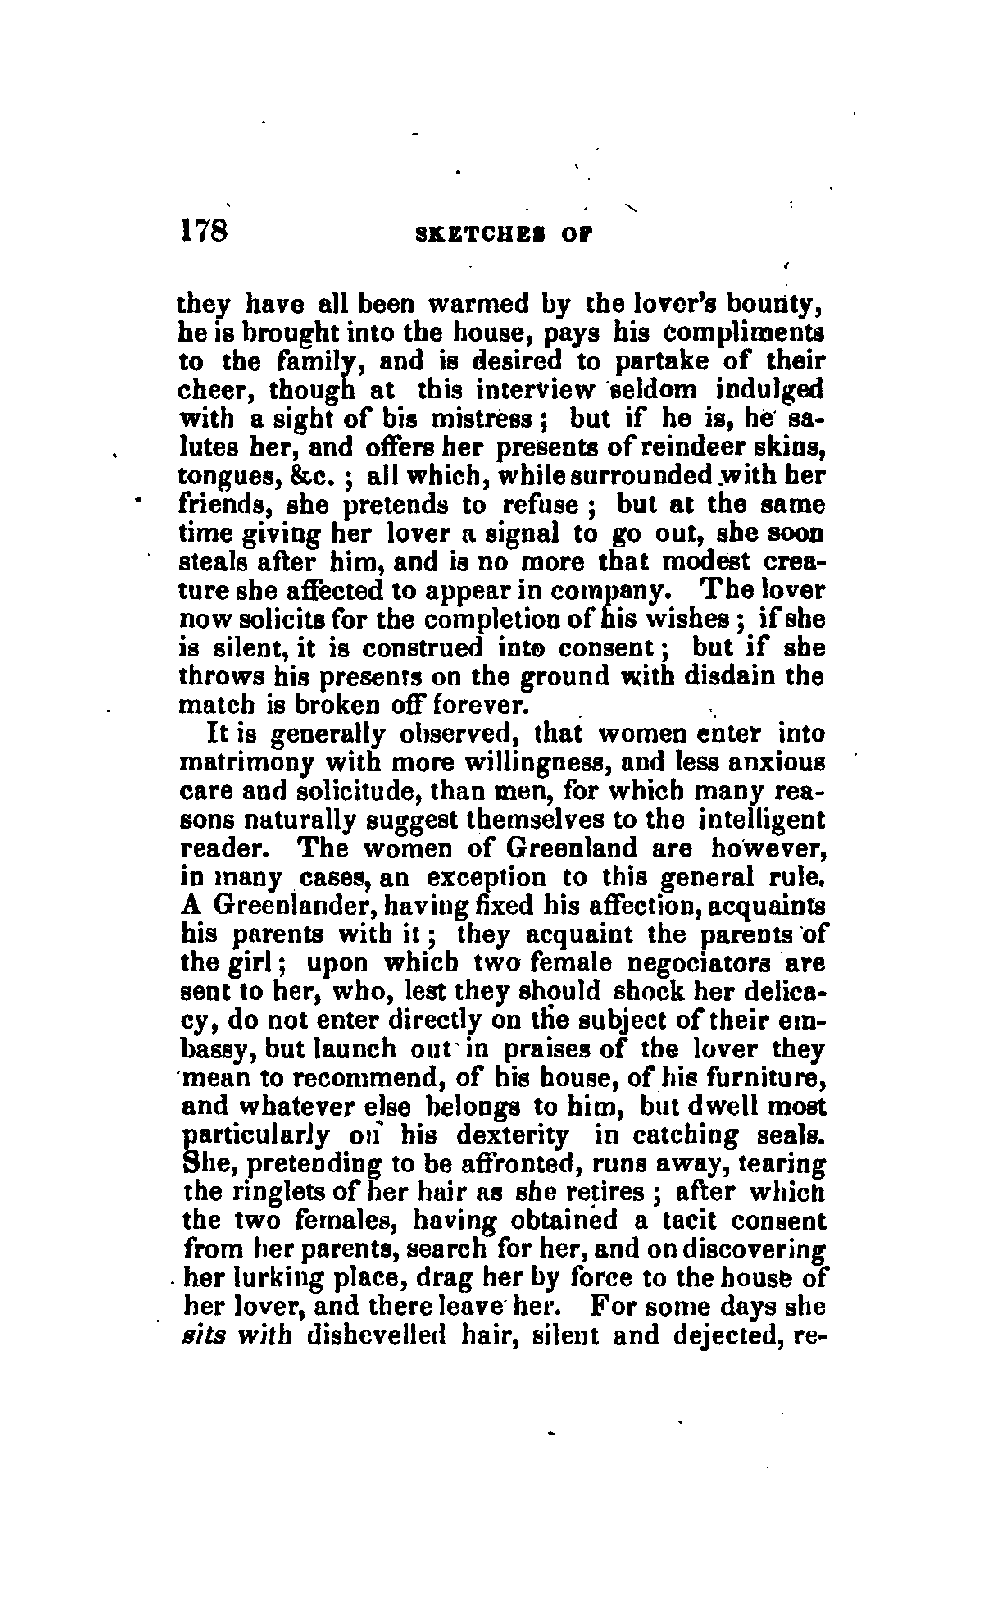 178 SKETCHES OF
they have all been warmed by the lover's bounty,
he is brought into the house, pays his compliments
to the family, and is desired to partake of their
cheer, though at this interview seldom indulged
with a sight of his mistress; but if he is, he sa-
lutes her, and offers her presents of reindeer skins,
tongues, &c. ; all which, while surrounded with her
friends, she pretends to refuse ; but at the same
time giving her lover a signal to go out, she soon
steals after him, and is no more that modest crea-
ture she affected to appear in company. The lover
now solicits for the completion of his wishes ; if she
is silent, it is construed into consent ; but if she
throws his presents on the ground with disdain the
match is broken off forever.
It is generally observed, that women enter into
matrimony with more willingness, and less anxious
care and solicitude, than men, for which many rea-
sons naturally suggest themselves to the intelligent
reader. The women of Greenland are however,
in many cases, an exception to this general rule.
A Greenlander, having fixed his affection, acquaints
his parents with it ; they acquaint the parents of
the girl ; upon which two female negociators are
sent to her, who, lest they should shock her delica-
cy, do not enter directly on the subject of their em-
bassy, but launch out in praises of the lover they
mean to recommend, of his house, of his furniture,
and whatever else belongs to him, but dwell most
particularly on his dexterity in catching seals.
She, pretending to be affronted, runs away, tearing
the ringlets of her hair as she retires ; after which
the two females, having obtained a tacit consent
from her parents, search for her, and on discovering
her lurking place, drag her by force to the house of
her lover, and there leave her. For some days she
sits with dishevelled hair, silent and dejected, re-